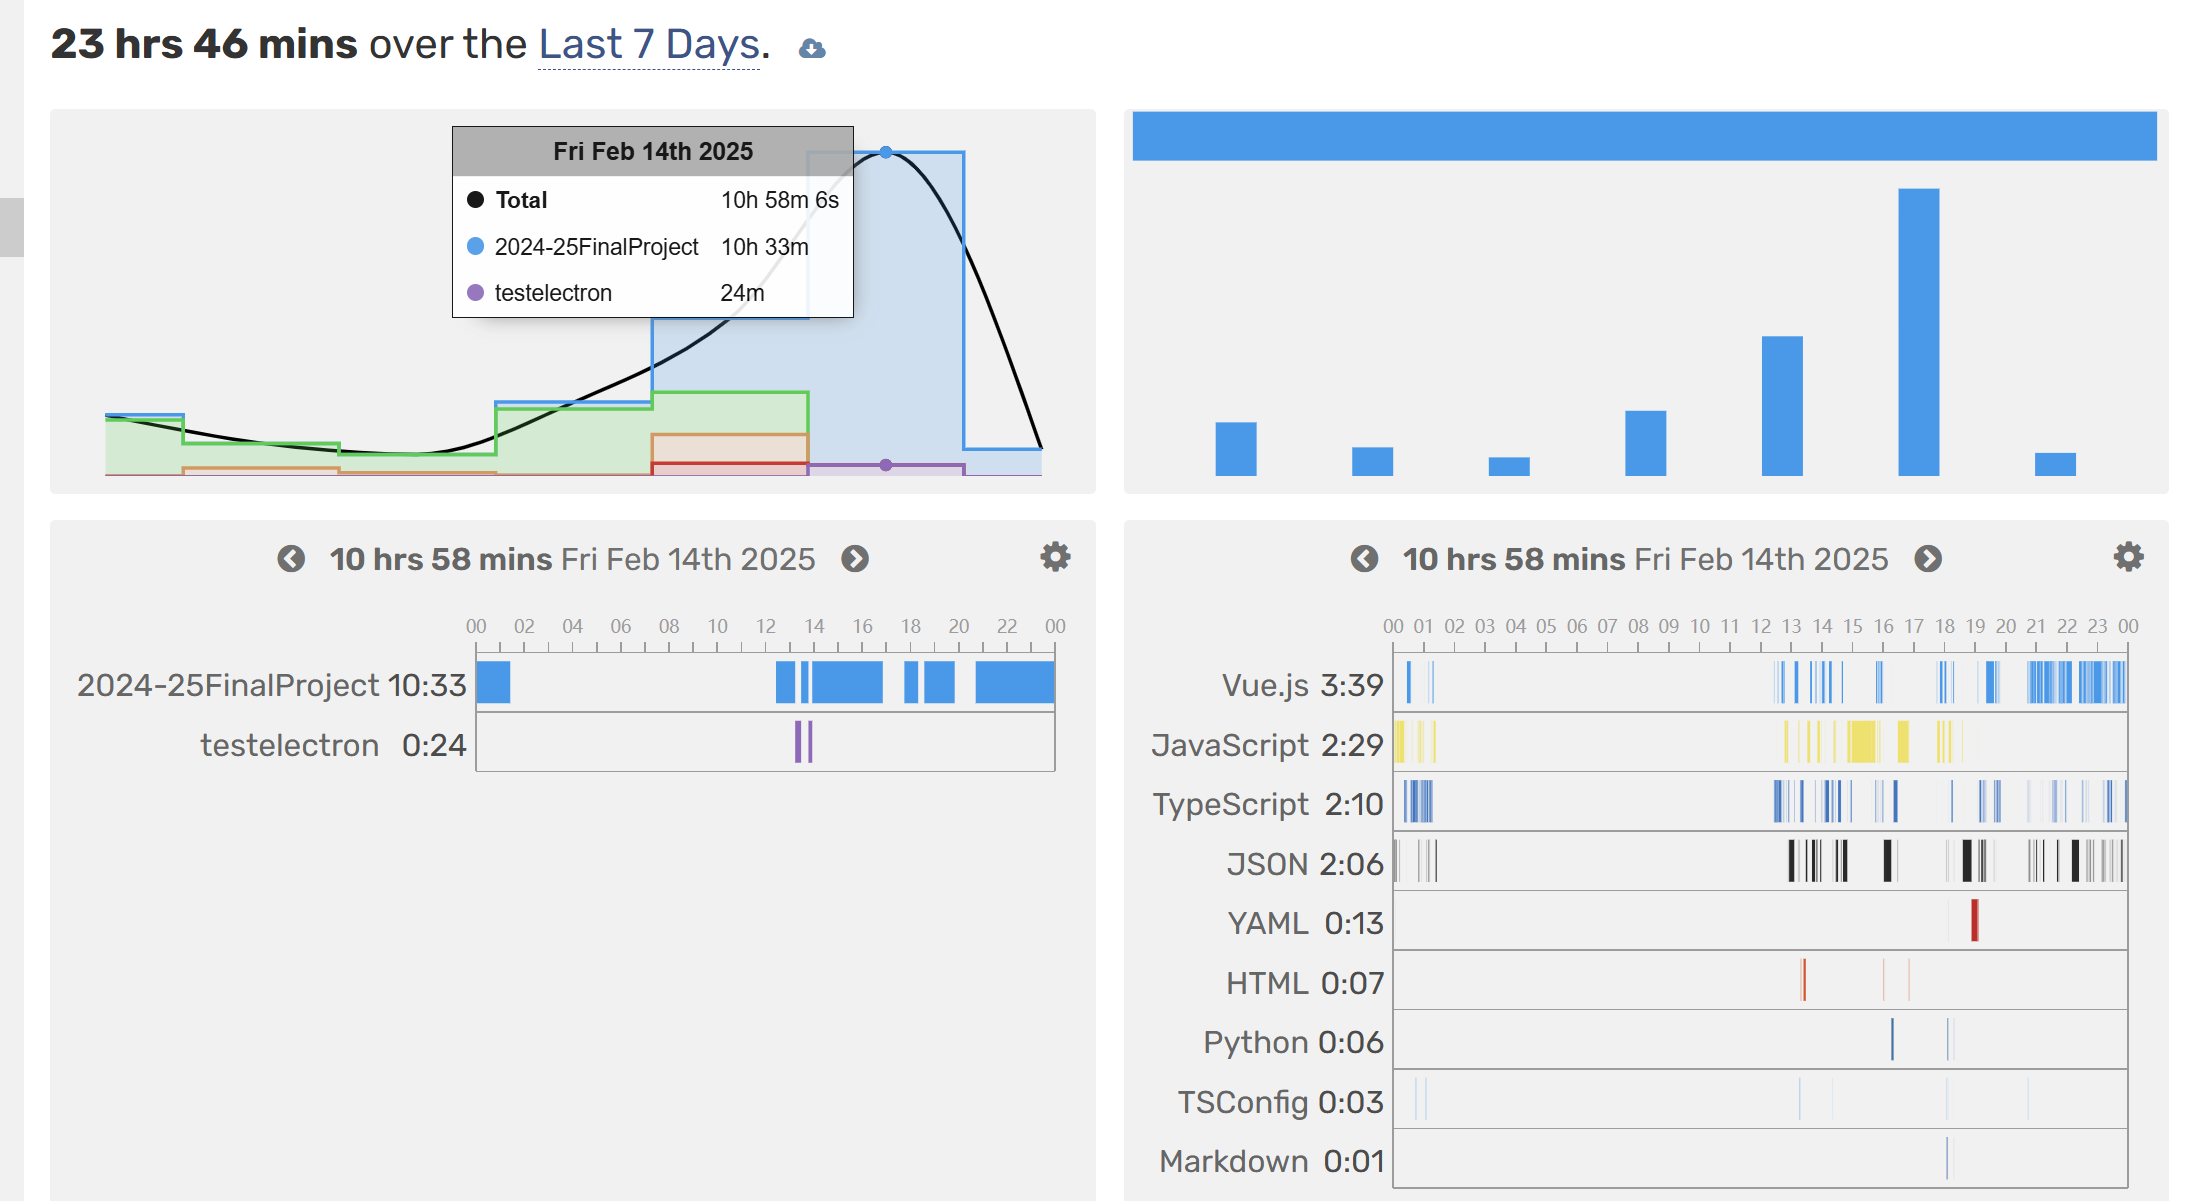 23 hrs 46 mins over the Last 7 Days.
Fri Feb 14th 2025
Total 10h 58m 6s
2024-25FinalProject 10h 33m
testelectron 24m
10 hrs 58 mins Fri Feb 14th 2025
00 02 04 06 08 10 12 14 16 18 20 22 00
2024-25FinalProject 10:33
testelectron 0:24
10 hrs 58 mins Fri Feb 14th 2025
00 01 02 03 04 05 06 07 08 09 10 11 12 13 14 15 16 17 18 19 20 21 22 23 00
Vue.js 3:39
JavaScript 2:29
TypeScript 2:10
JSON 2:06
YAML 0:13
HTML 0:07
Python 0:06
TSConfig 0:03
Markdown 0:01